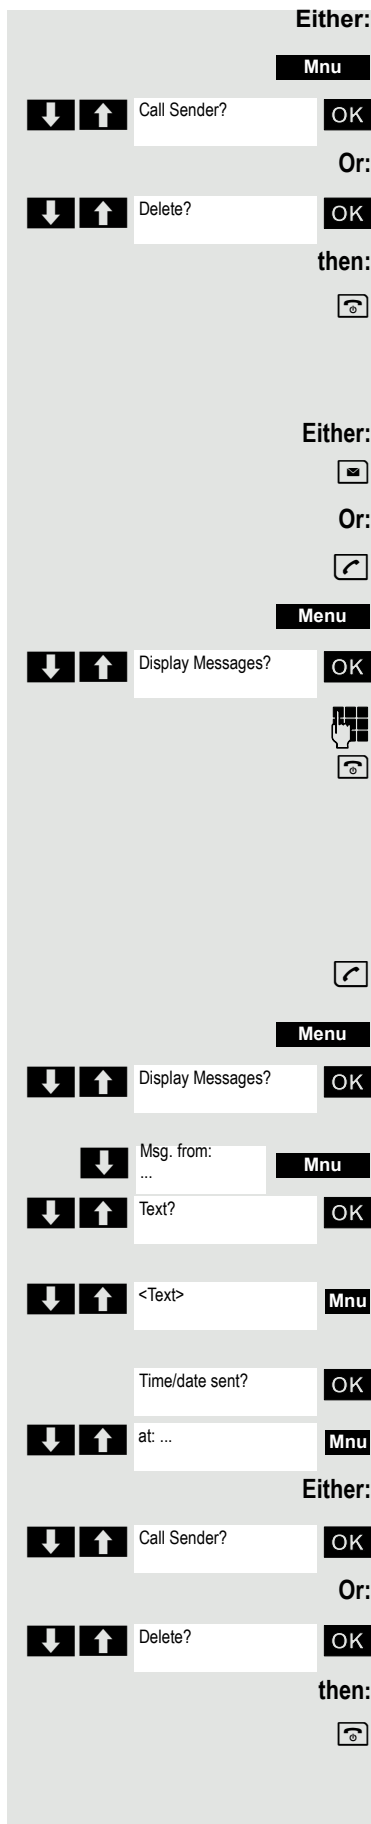 Either:
Mnu
Call Sender? OK
Or:
Delete? OK
then:
Either:
Or:
Menu
Display Messages? OK
Menu
Display Messages? OK
Msg. from:
... Mnu
Text? OK
<Text> Mnu
Time/date sent? OK
at: ... Mnu
Either:
Call Sender? OK
Or:
Delete? OK
then: